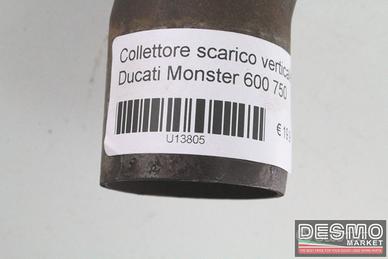 Collettore scarico
Ducati Monster 600 750
U13805
DESMO
MARKET